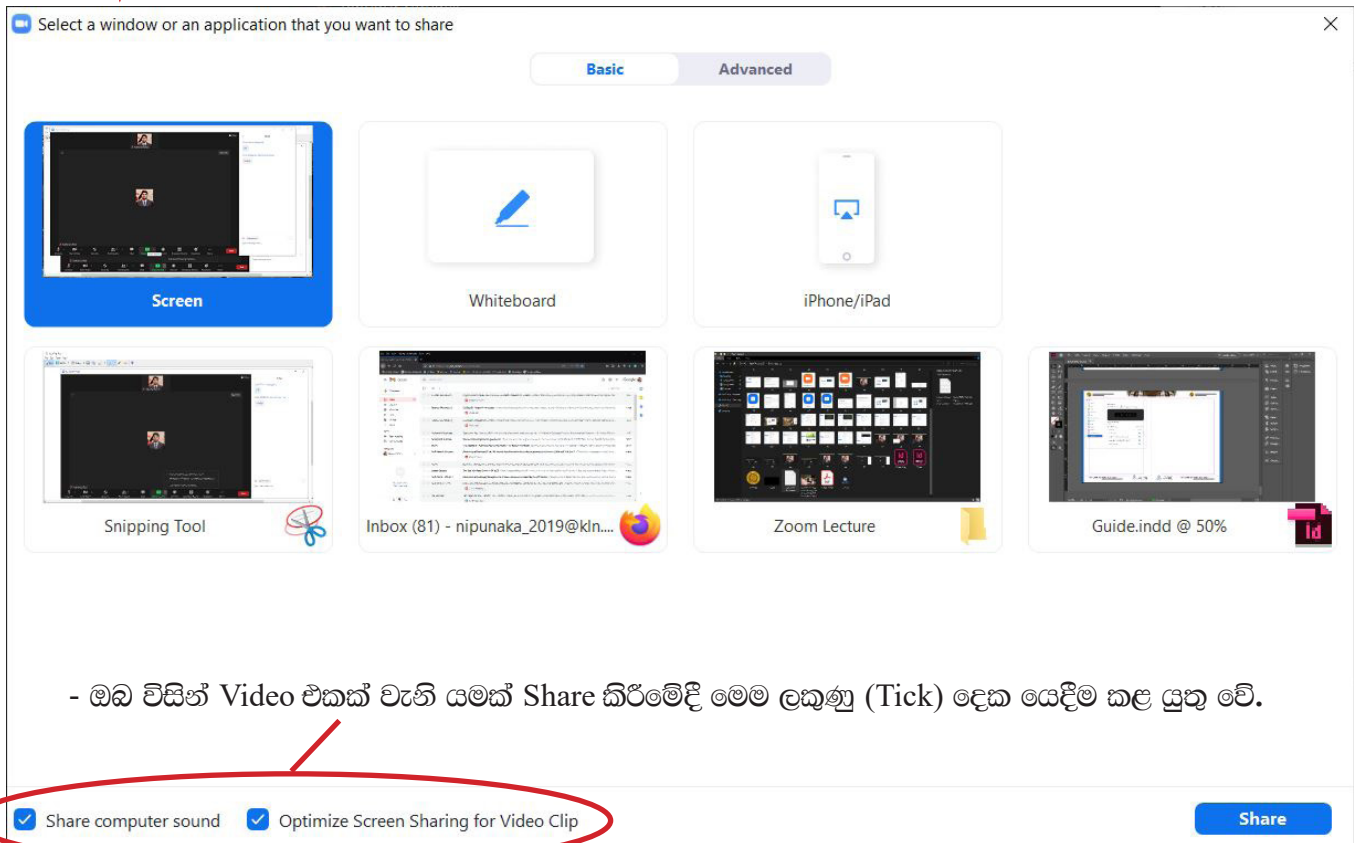 Select a window or an application that you want to share
Basic Advanced
Screen Whiteboard iPhone/iPad
Snipping Tool Inbox (81) - nipunaka_2019@kln.... Zoom Lecture Guide.indd @ 50%
- ඔබ විසින් Video එකක් වැනි යමක් Share කිරීමේදී මෙම ලකුණු (Tick) දෙක යෙදීම කළ යුතු වේ.
Share computer sound Optimize Screen Sharing for Video Clip Share